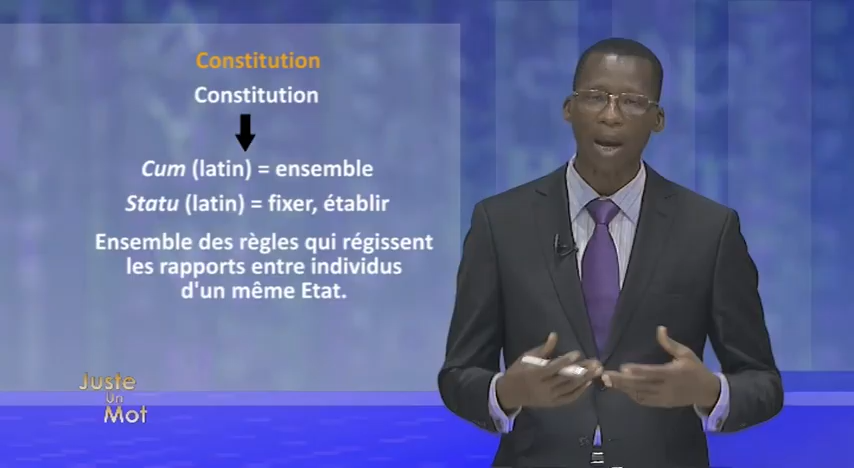 Constitution
Constitution
Cum (latin) = ensemble
Statu (latin) = fixer, établir
Ensemble des règles qui régissent
les rapports entre individus
d'un même Etat.
Juste
Un
Mot